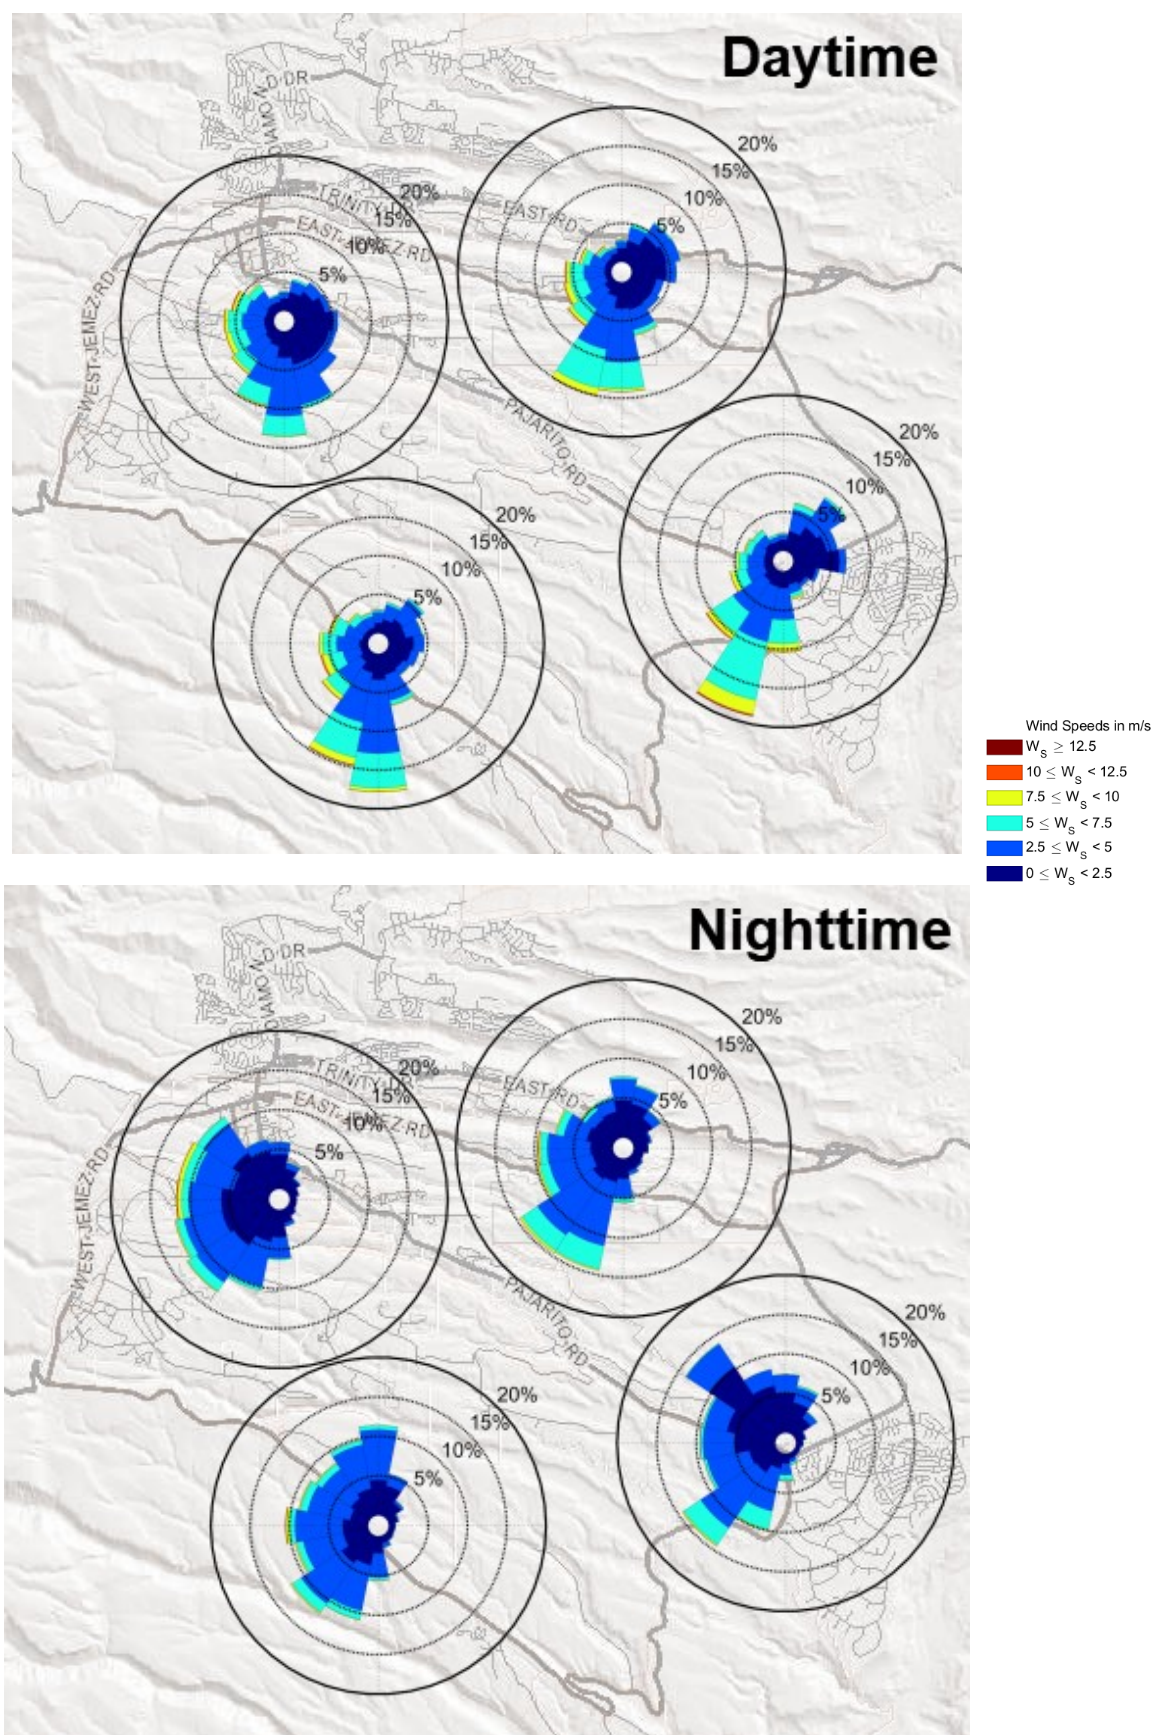 Daytime
DIAMOND DR
20%
15%
10%
5%
20%
15%
10%
5%
TRINITY DR
EAST RD
EAST JEMEZ RD
WEST JEMEZ RD
PAJARITO RD
20%
15%
10%
5%
20%
15%
10%
5%
Wind Speeds in m/s
W_S ≥ 12.5
10 ≤ W_S < 12.5
7.5 ≤ W_S < 10
5 ≤ W_S < 7.5
2.5 ≤ W_S < 5
0 ≤ W_S < 2.5
Nighttime
DIAMOND DR
20%
15%
10%
5%
20%
15%
10%
5%
TRINITY DR
EAST RD
EAST JEMEZ RD
WEST JEMEZ RD
PAJARITO RD
20%
15%
10%
5%
20%
15%
10%
5%